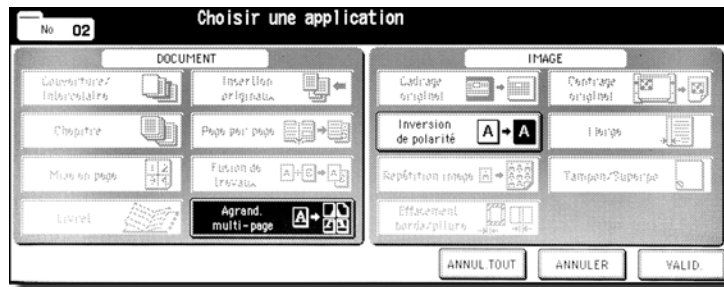 No 02
Choisir une application
DOCUMENT
Couverture/
Intercalaire
Insertion
originaux
Chapitre
Page par page
Mise en page
Fusion de
travaux
Livret
Agrand.
multi-page
IMAGE
Cadrage
originel
Centrage
originel
Inversion
de polarité
Marge
Répétition image
Tampon/Superpo
Effacement
bords/pliure
ANNUL.TOUT
ANNULER
VALID.